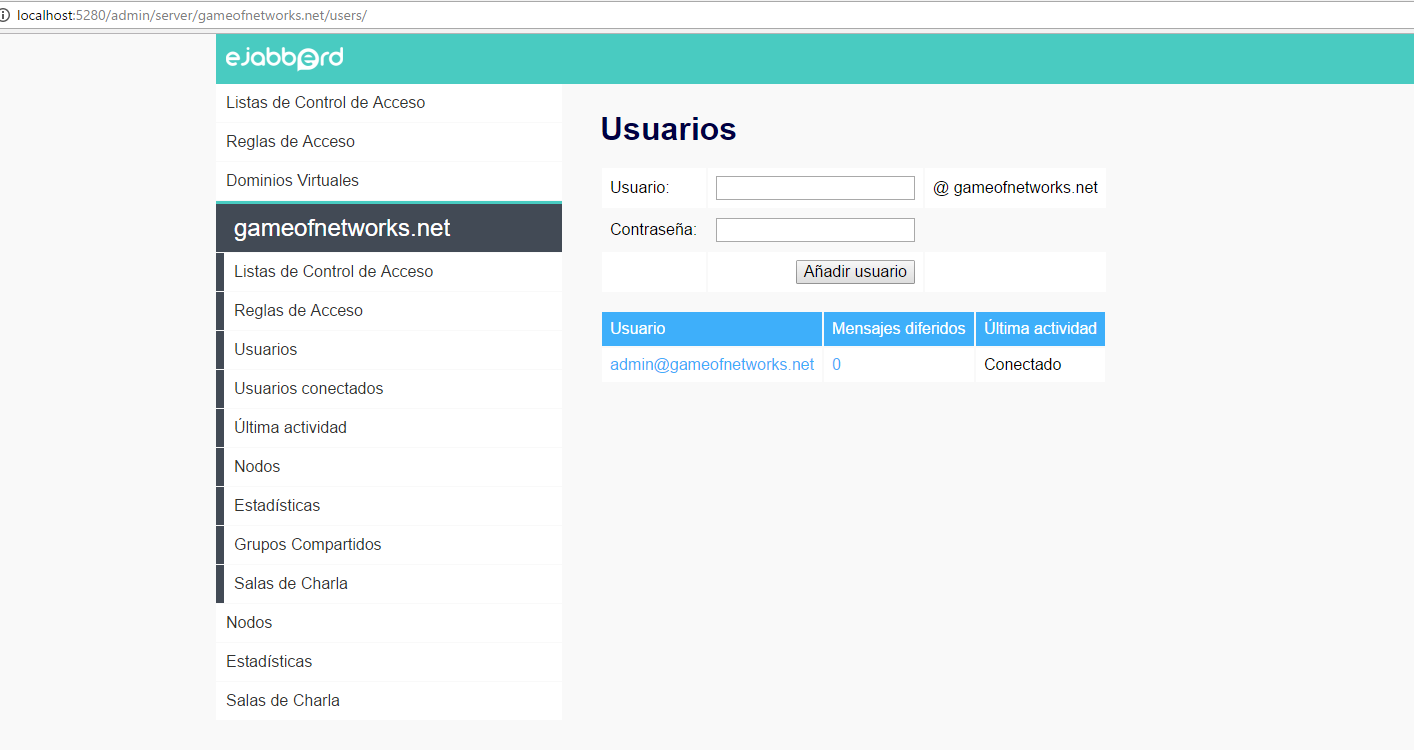 localhost:5280/admin/server/gameofnetworks.net/users/
ejabberd
Listas de Control de Acceso
Reglas de Acceso
Dominios Virtuales
gameofnetworks.net
Listas de Control de Acceso
Reglas de Acceso
Usuarios
Usuarios conectados
Última actividad
Nodos
Estadísticas
Grupos Compartidos
Salas de Charla
Nodos
Estadísticas
Salas de Charla
Usuarios
Usuario: @ gameofnetworks.net
Contraseña:
Añadir usuario
Usuario Mensajes diferidos Última actividad
admin@gameofnetworks.net 0 Conectado